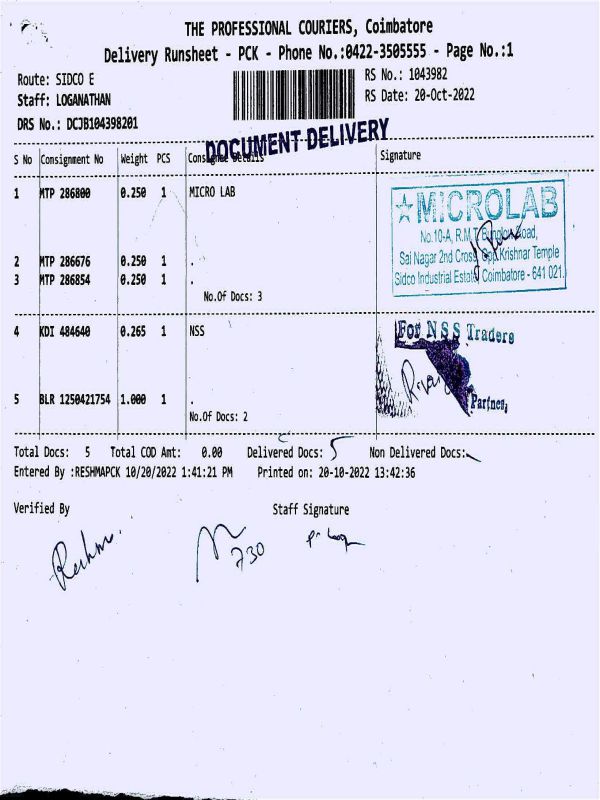 THE PROFESSIONAL COURIERS, Coimbatore
Delivery Runsheet - PCK - Phone No.:0422-3505555 - Page No.:1
Route: SIDCO E
RS No.: 1043982
Staff: LOGANATHAN
RS Date: 20-Oct-2022
DRS No.: DCJB104398201
DOCUMENT DELIVERY
S No Consignment No Weight PCS Consignee Details Signature
1 MTP 286800 0.250 1 MICRO LAB
☆ MICROLAB
No.10-A, R.M.T. Bunglow Road,
Sai Nagar 2nd Cross, Opp. Krishnar Temple
Sidco Industrial Estate, Coimbatore - 641 021.
2 MTP 286676 0.250 1 .
3 MTP 286854 0.250 1 .
No.Of Docs: 3
4 KDI 484640 0.265 1 NSS
For NSS Traders
Partner,
5 BLR 1250421754 1.000 1 .
No.Of Docs: 2
Total Docs: 5 Total COD Amt: 0.00 Delivered Docs: 5 Non Delivered Docs:
Entered By :RESHMAPCK 10/20/2022 1:41:21 PM Printed on: 20-10-2022 13:42:36
Verified By Staff Signature
730